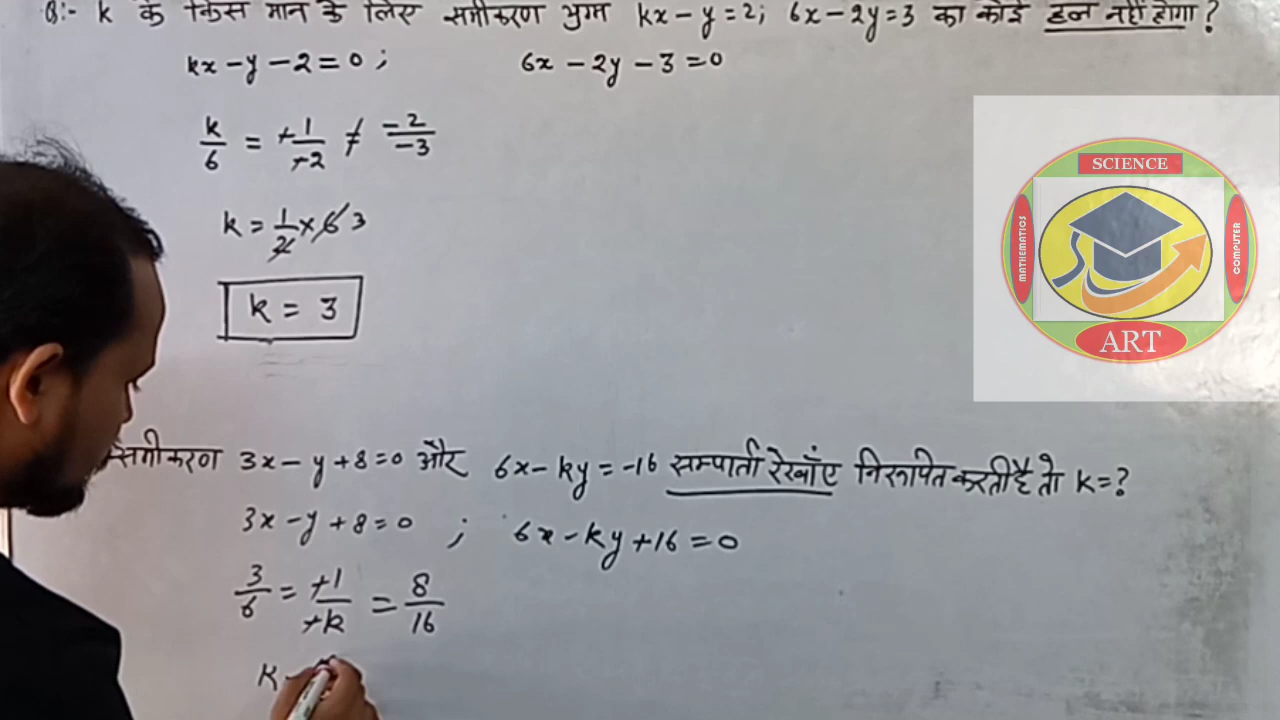 Q:- k के किस मान के लिए समीकरण युग्म kx - y = 2; 6x - 2y = 3 का कोई हल नहीं होगा ?
kx - y - 2 = 0 ; 6x - 2y - 3 = 0
k/6 = +1/+2 ≠ -2/-3
k = 1/2 × 6 3
k = 3
SCIENCE
MATHEMATICS
COMPUTER
ART
समीकरण 3x - y + 8 = 0 और 6x - ky = -16 सम्पाती रेखाँए निरूपित करती है तो k = ?
3x - y + 8 = 0 ; 6x - ky + 16 = 0
3/6 = +1/+k = 8/16
K